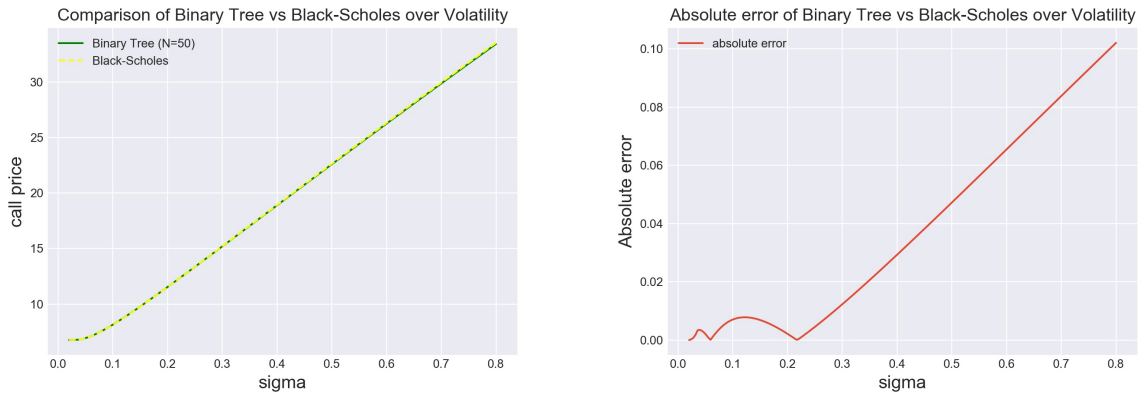 Comparison of Binary Tree vs Black-Scholes over Volatility
Binary Tree (N=50)
Black-Scholes
30
25
20
15
10
call price
0.0 0.1 0.2 0.3 0.4 0.5 0.6 0.7 0.8
sigma
Absolute error of Binary Tree vs Black-Scholes over Volatility
absolute error
0.10
0.08
0.06
0.04
0.02
0.00
Absolute error
0.0 0.1 0.2 0.3 0.4 0.5 0.6 0.7 0.8
sigma